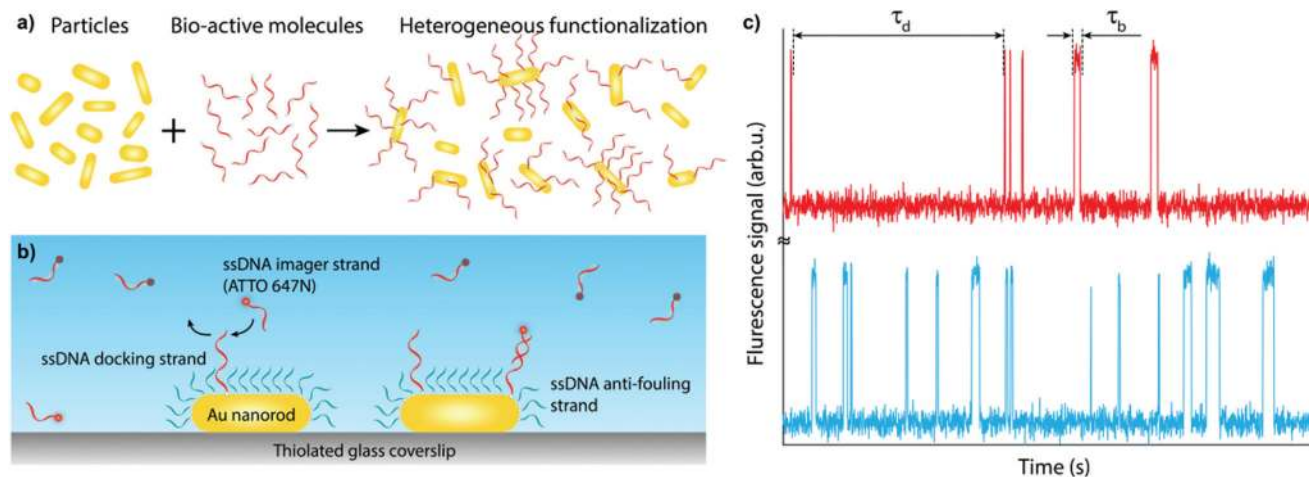 a) Particles
Bio-active molecules
Heterogeneous functionalization
b)
ssDNA imager strand
(ATTO 647N)
ssDNA docking strand
ssDNA anti-fouling
strand
Au nanorod
Thiolated glass coverslip
c)
τd
τb
Flurescence signal (arb.u.)
Time (s)